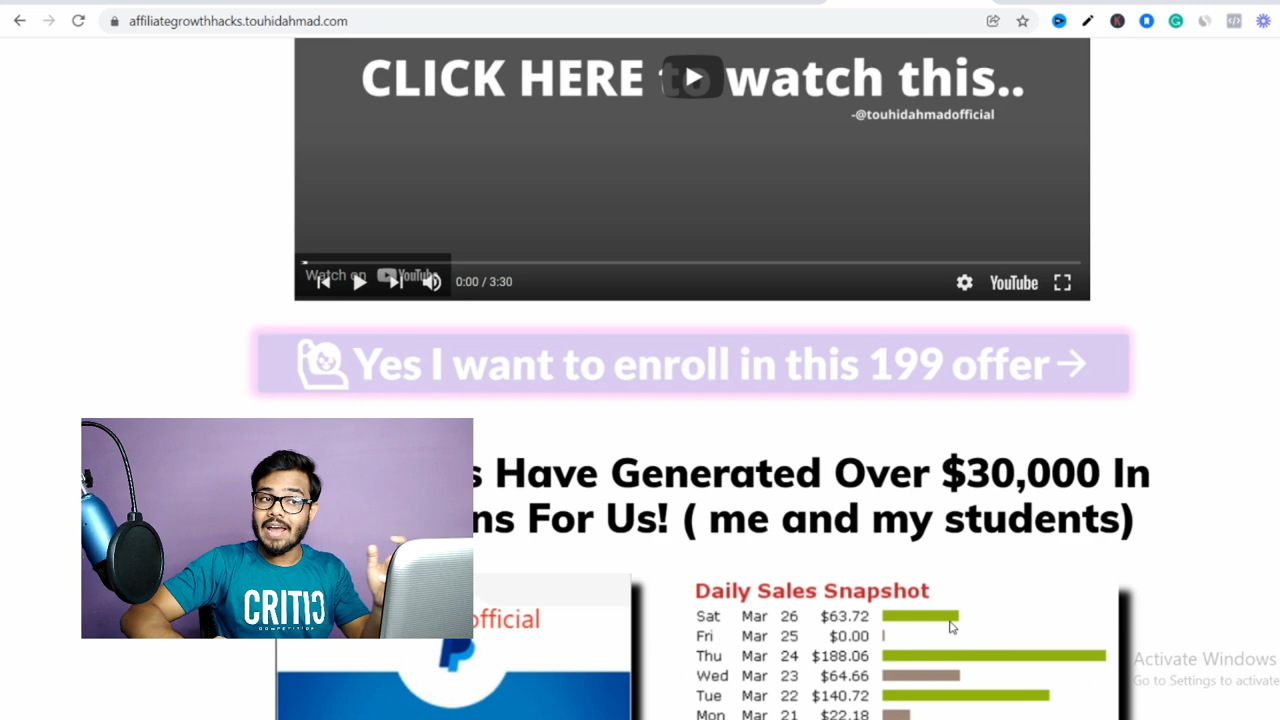 affiliategrowthhacks.touhidahmad.com
CLICK HERE to watch this..
-@touhidahmadofficial
Watch on YouTube
0:00 / 3:30
YouTube
Yes I want to enroll in this 199 offer→
s Have Generated Over $30,000 In
ns For Us! ( me and my students)
CRIT13
official
Daily Sales Snapshot
Sat Mar 26 $63.72
Fri Mar 25 $0.00
Thu Mar 24 $188.06
Wed Mar 23 $64.66
Tue Mar 22 $140.72
Mon Mar 21 $22.18
Activate Windows
Go to Settings to activate